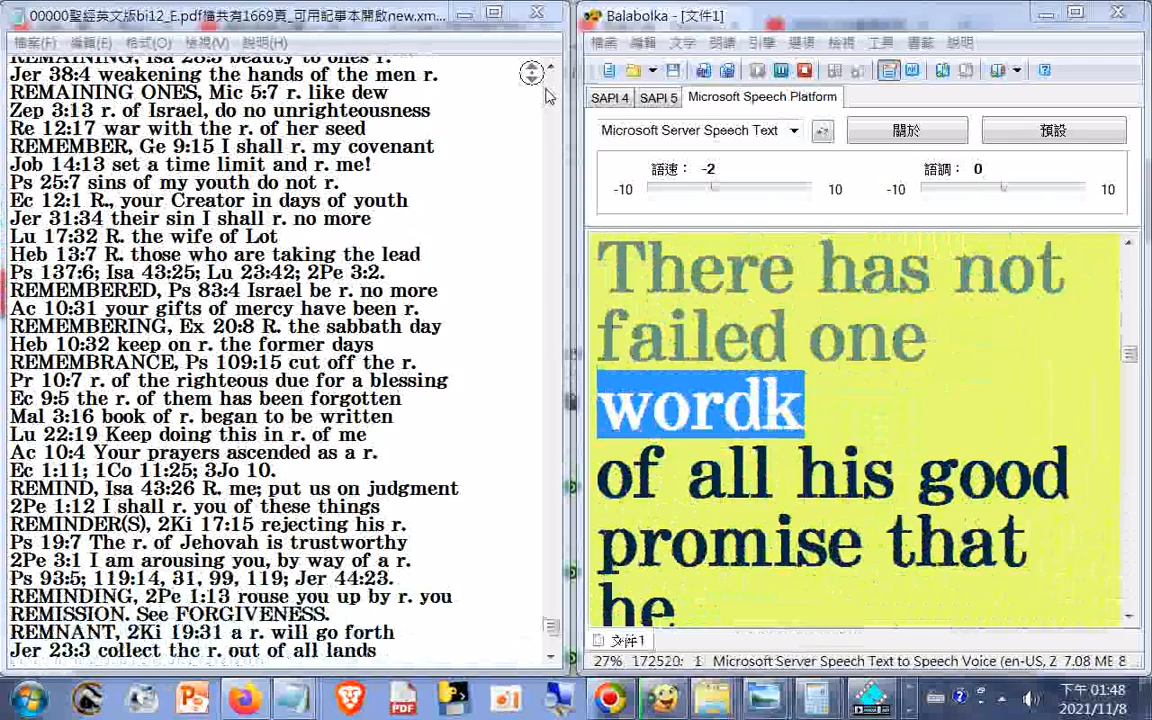 00000聖經英文版bi12_E.pdf檔共有1669頁_可用記事本開啟new.xm...
檔案(F) 編輯(E) 格式(O) 檢視(V) 說明(H)
REMAINING, Isa 28:5 beauty to ones r.
Jer 38:4 weakening the hands of the men r.
REMAINING ONES, Mic 5:7 r. like dew
Zep 3:13 r. of Israel, do no unrighteousness
Re 12:17 war with the r. of her seed
REMEMBER, Ge 9:15 I shall r. my covenant
Job 14:13 set a time limit and r. me!
Ps 25:7 sins of my youth do not r.
Ec 12:1 R., your Creator in days of youth
Jer 31:34 their sin I shall r. no more
Lu 17:32 R. the wife of Lot
Heb 13:7 R. those who are taking the lead
Ps 137:6; Isa 43:25; Lu 23:42; 2Pe 3:2.
REMEMBERED, Ps 83:4 Israel be r. no more
Ac 10:31 your gifts of mercy have been r.
REMEMBERING, Ex 20:8 R. the sabbath day
Heb 10:32 keep on r. the former days
REMEMBRANCE, Ps 109:15 cut off the r.
Pr 10:7 r. of the righteous due for a blessing
Ec 9:5 the r. of them has been forgotten
Mal 3:16 book of r. began to be written
Lu 22:19 Keep doing this in r. of me
Ac 10:4 Your prayers ascended as a r.
Ec 1:11; 1Co 11:25; 3Jo 10.
REMIND, Isa 43:26 R. me; put us on judgment
2Pe 1:12 I shall r. you of these things
REMINDER(S), 2Ki 17:15 rejecting his r.
Ps 19:7 The r. of Jehovah is trustworthy
2Pe 3:1 I am arousing you, by way of a r.
Ps 93:5; 119:14, 31, 99, 119; Jer 44:23.
REMINDING, 2Pe 1:13 rouse you up by r. you
REMISSION. See FORGIVENESS.
REMNANT, 2Ki 19:31 a r. will go forth
Jer 23:3 collect the r. out of all lands
Balabolka - [文件1]
檔案 編輯 文字 朗讀 引擎 選項 檢視 工具 書籤 說明
SAPI 4 SAPI 5 Microsoft Speech Platform
Microsoft Server Speech Text 關於 預設
語速： -2 語調： 0
-10 10 -10 10
There has not
failed one
wordk
of all his good
promise that
he
文件1
27% 172520: 1 Microsoft Server Speech Text to Speech Voice (en-US, Z 7.08 MB 8
PDF
下午 01:48
2021/11/8